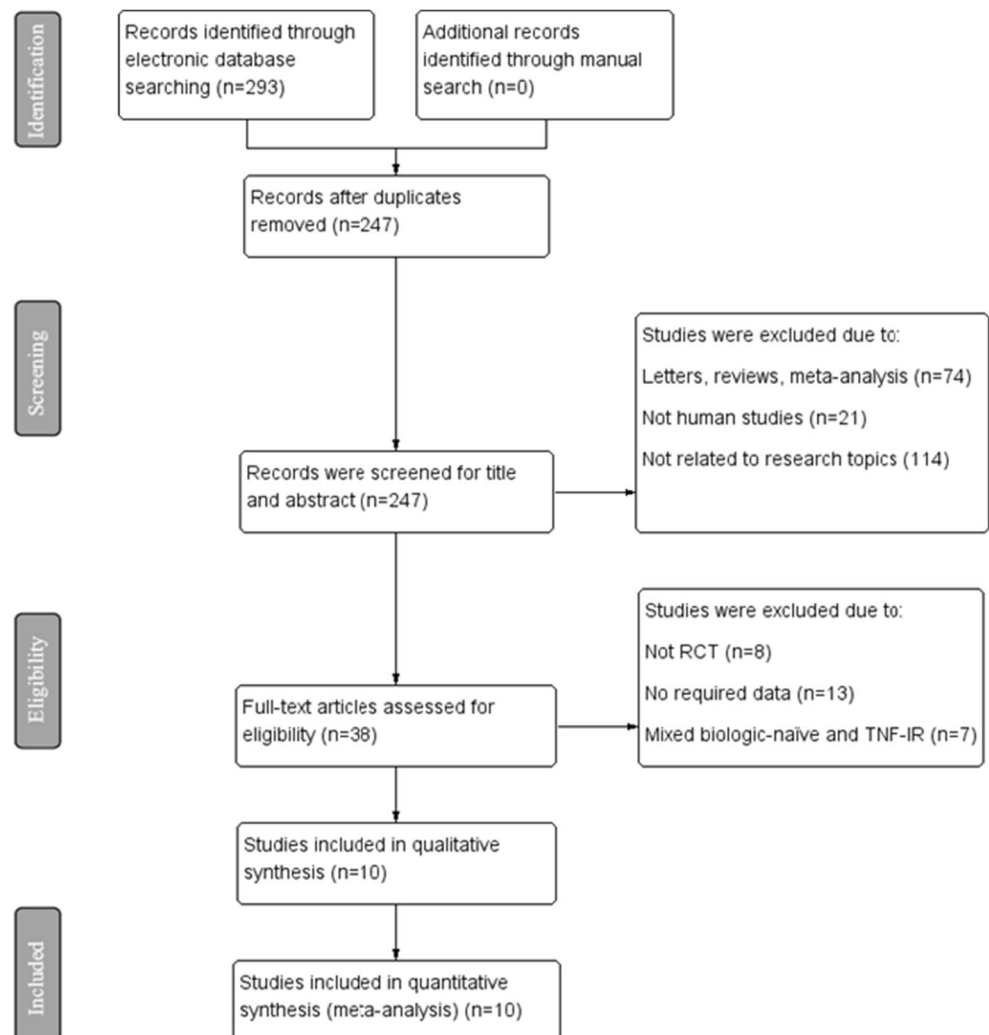 Identification
Records identified through
electronic database
searching (n=293)
Additional records
identified through manual
search (n=0)
Records after duplicates
removed (n=247)
Screening
Studies were excluded due to:
Letters, reviews, meta-analysis (n=74)
Not human studies (n=21)
Not related to research topics (114)
Records were screened for title
and abstract (n=247)
Eligibility
Studies were excluded due to:
Not RCT (n=8)
No required data (n=13)
Mixed biologic-naïve and TNF-IR (n=7)
Full-text articles assessed for
eligibility (n=38)
Studies included in qualitative
synthesis (n=10)
Included
Studies included in quantitative
synthesis (meta-analysis) (n=10)